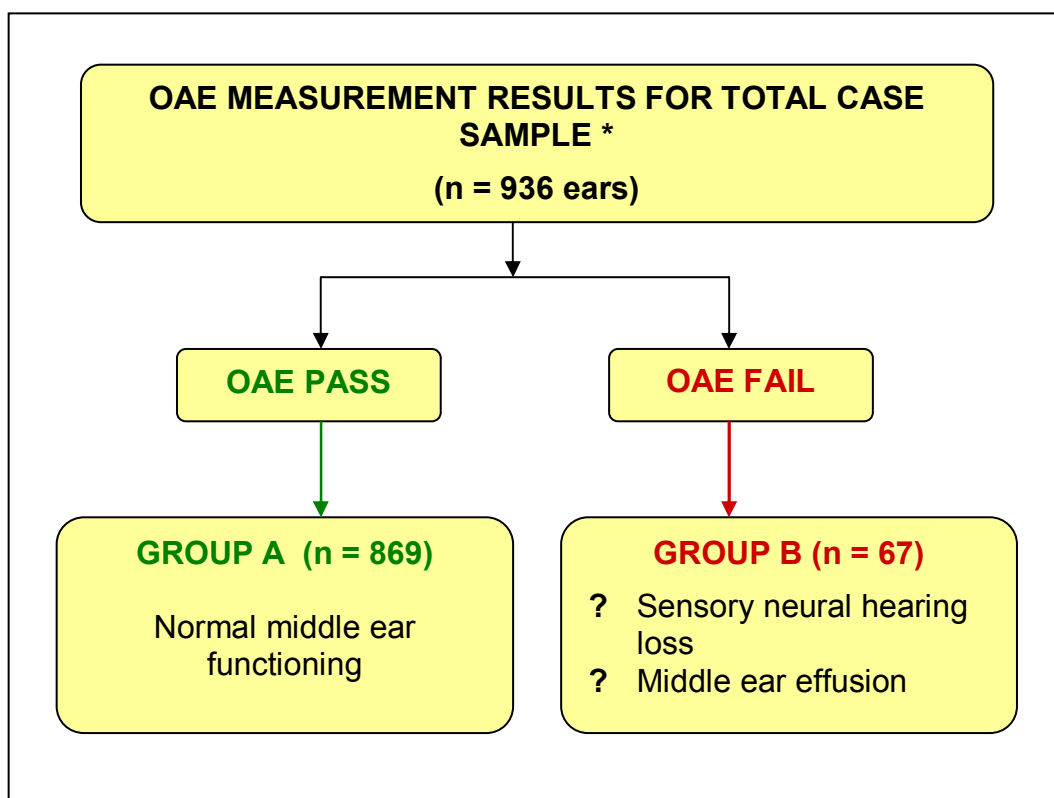 OAE MEASUREMENT RESULTS FOR TOTAL CASE
SAMPLE *
(n = 936 ears)
OAE PASS
OAE FAIL
GROUP A (n = 869)
Normal middle ear
functioning
GROUP B (n = 67)
? Sensory neural hearing
loss
? Middle ear effusion